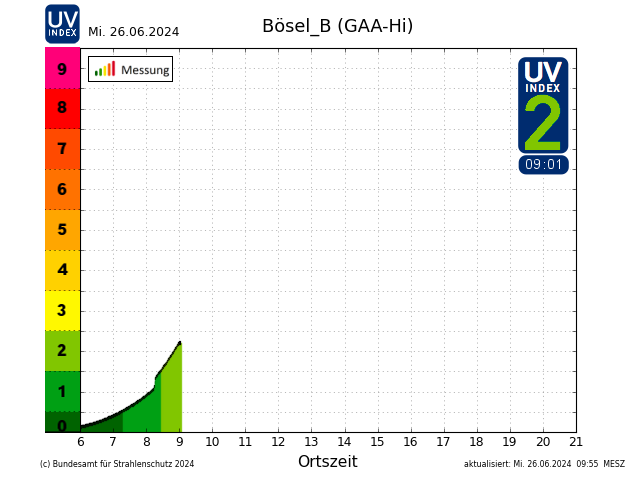 UV
INDEX
Mi. 26.06.2024
Bösel_B (GAA-Hi)
Messung
UV
INDEX
2
09:01
9
8
7
6
5
4
3
2
1
0
6 7 8 9 10 11 12 13 14 15 16 17 18 19 20 21
Ortszeit
(c) Bundesamt für Strahlenschutz 2024
aktualisiert: Mi. 26.06.2024 09:55 MESZ